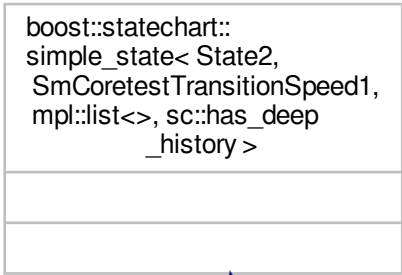 boost::statechart::
simple_state< State2,
SmCoretestTransitionSpeed1,
mpl::list<>, sc::has_deep
_history >